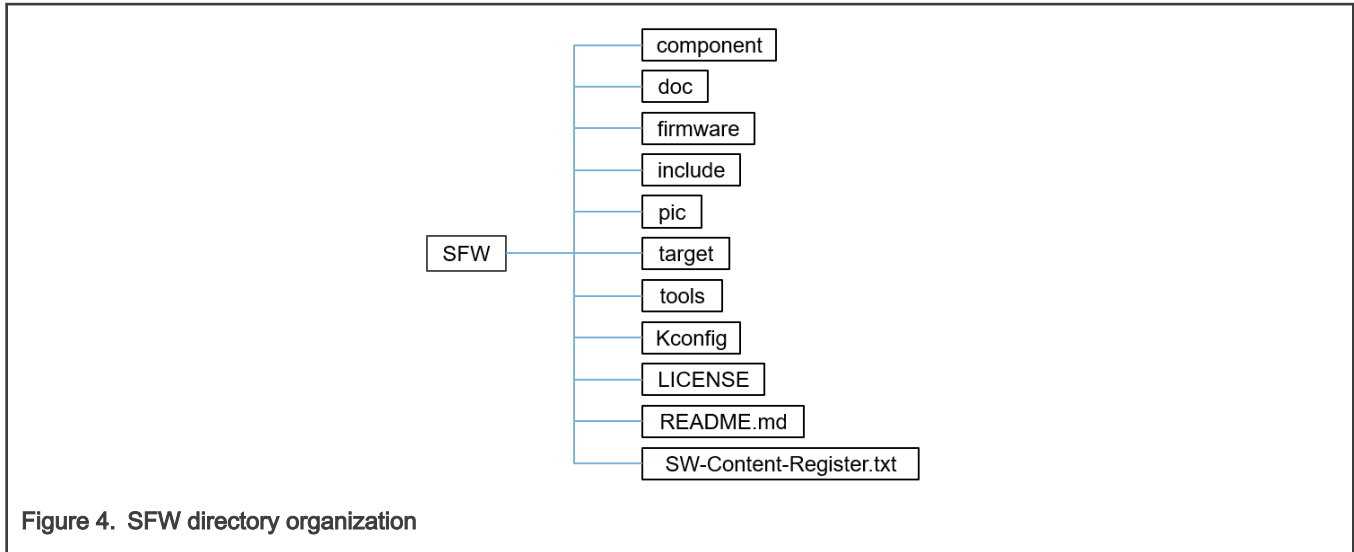 component
doc
firmware
include
pic
SFW
target
tools
Kconfig
LICENSE
README.md
SW-Content-Register.txt
Figure 4. SFW directory organization